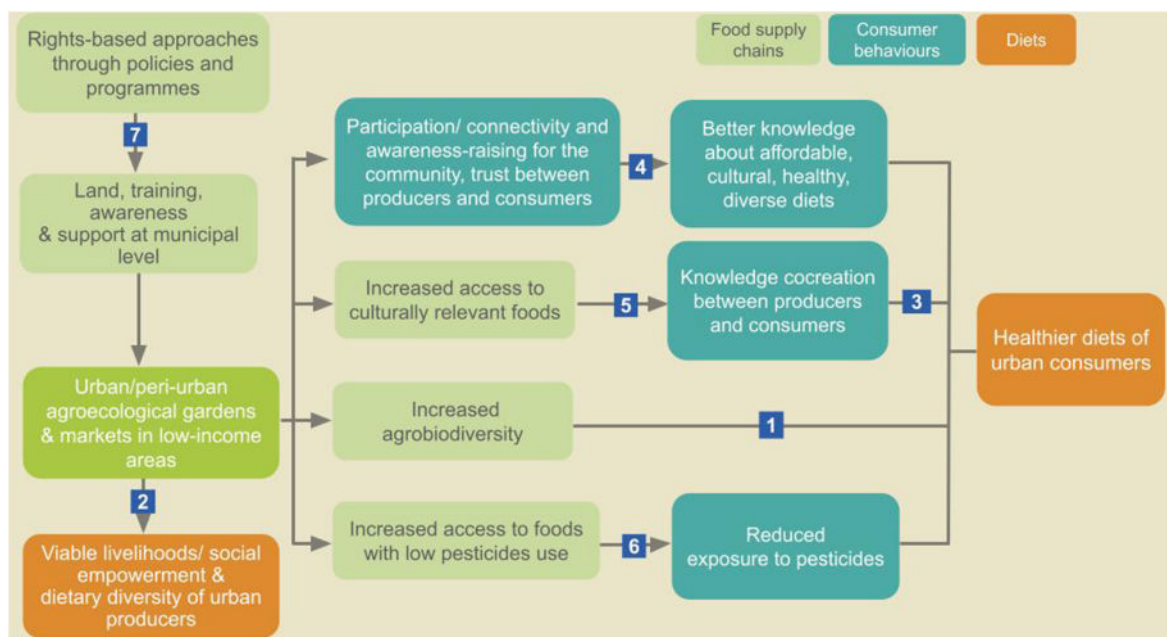 Rights-based approaches
through policies and
programmes
Food supply
chains
Consumer
behaviours
Diets
7
Land, training,
awareness
& support at municipal
level
Participation/ connectivity and
awareness-raising for the
community, trust between
producers and consumers
4
Better knowledge
about affordable,
cultural, healthy,
diverse diets
Increased access to
culturally relevant foods
5
Knowledge cocreation
between producers
and consumers
3
Healthier diets of
urban consumers
Urban/peri-urban
agroecological gardens
& markets in low-income
areas
Increased
agrobiodiversity
1
2
Viable livelihoods/ social
empowerment &
dietary diversity of urban
producers
Increased access to foods
with low pesticides use
6
Reduced
exposure to pesticides